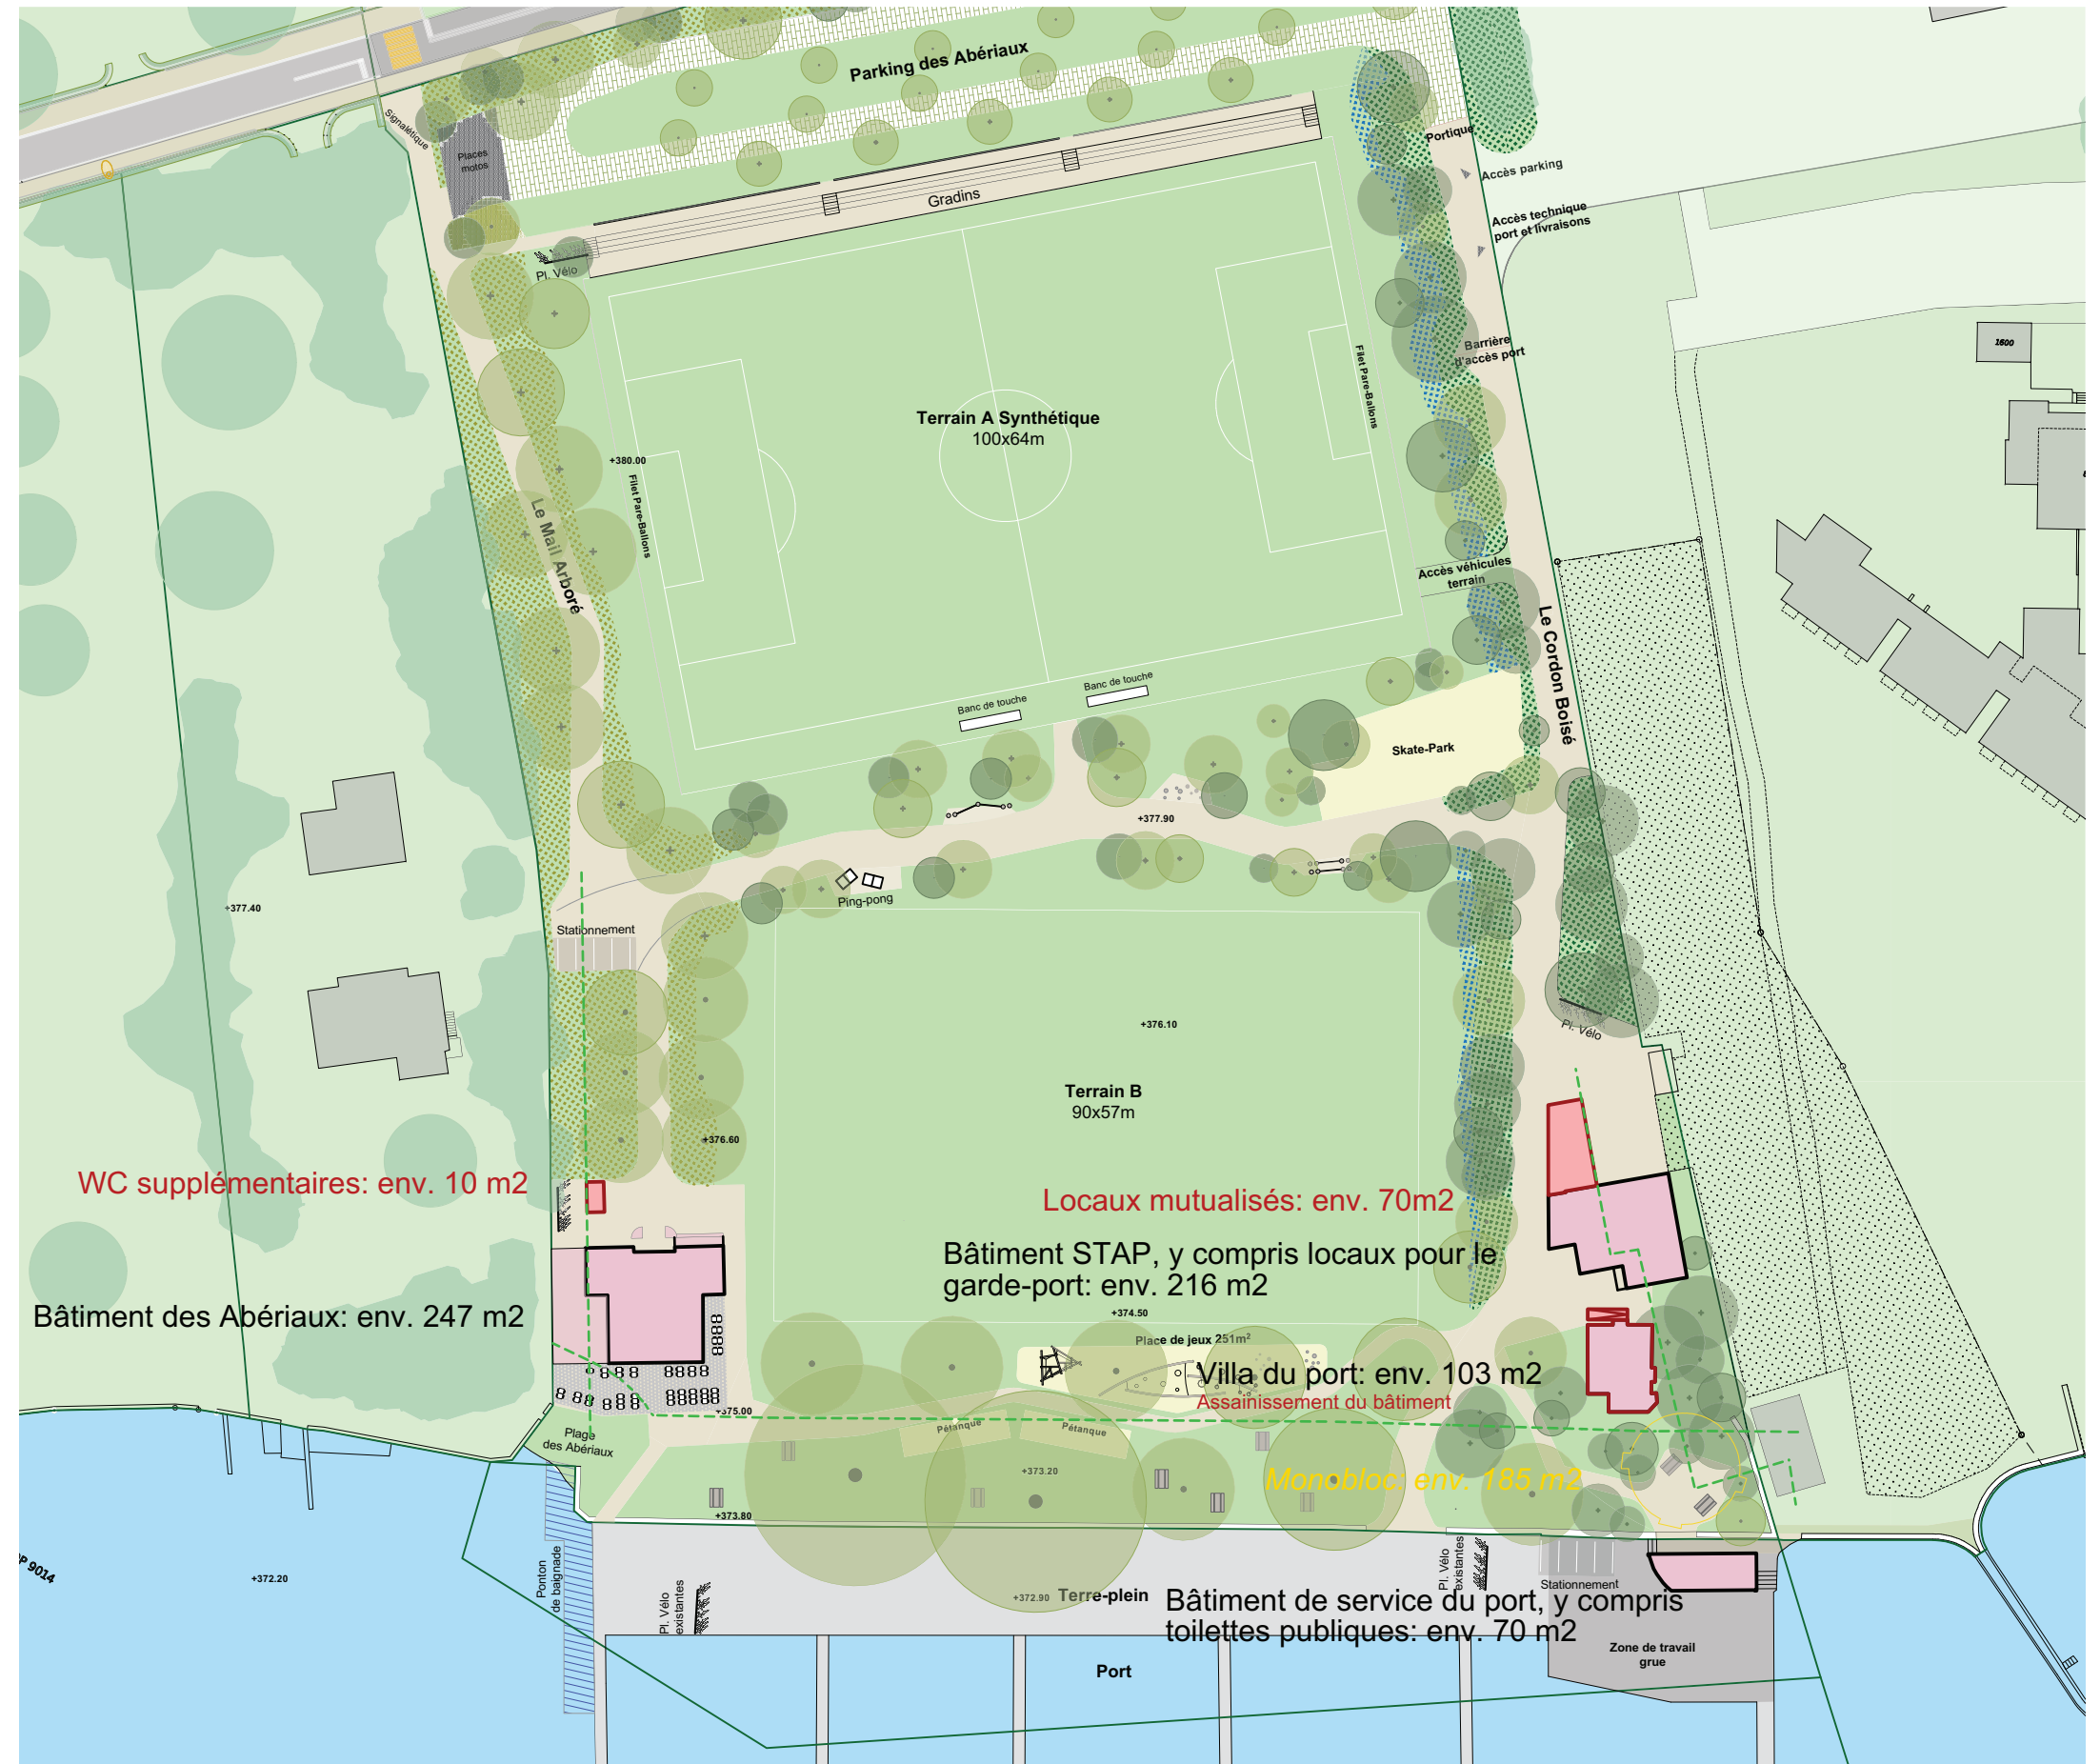 Parking des Abériaux
Signalétique
Places
motos
Portique
Accès parking
Gradins
Accès technique
port et livraisons
Pl. Vélo
Barrière
d'accès port
1600
Filet Pare-Ballons
Terrain A Synthétique
100x64m
+380.00
Filet Pare-Ballons
Le Mail Arboré
Accès véhicules
terrain
Le Cordon Boisé
Banc de touche
Banc de touche
Skate-Park
+377.90
Ping-pong
+377.40
Stationnement
+376.10
Pl. Vélo
Terrain B
90x57m
+376.60
WC supplémentaires: env. 10 m2
Locaux mutualisés: env. 70m2
Bâtiment STAP, y compris locaux pour le
garde-port: env. 216 m2
Bâtiment des Abériaux: env. 247 m2
+374.50
Place de jeux 251m²
Villa du port: env. 103 m2
Assainissement du bâtiment
+375.00
Pétanque
Pétanque
Plage
des Abériaux
+373.20
Monobloc: env. 185 m2
+373.80
DP 9014
+372.20
Ponton
de baignade
Pl. Vélo
existantes
+372.90
Terre-plein
Pl. Vélo
existantes
Stationnement
Bâtiment de service du port, y compris
toilettes publiques: env. 70 m2
Zone de travail
grue
Port